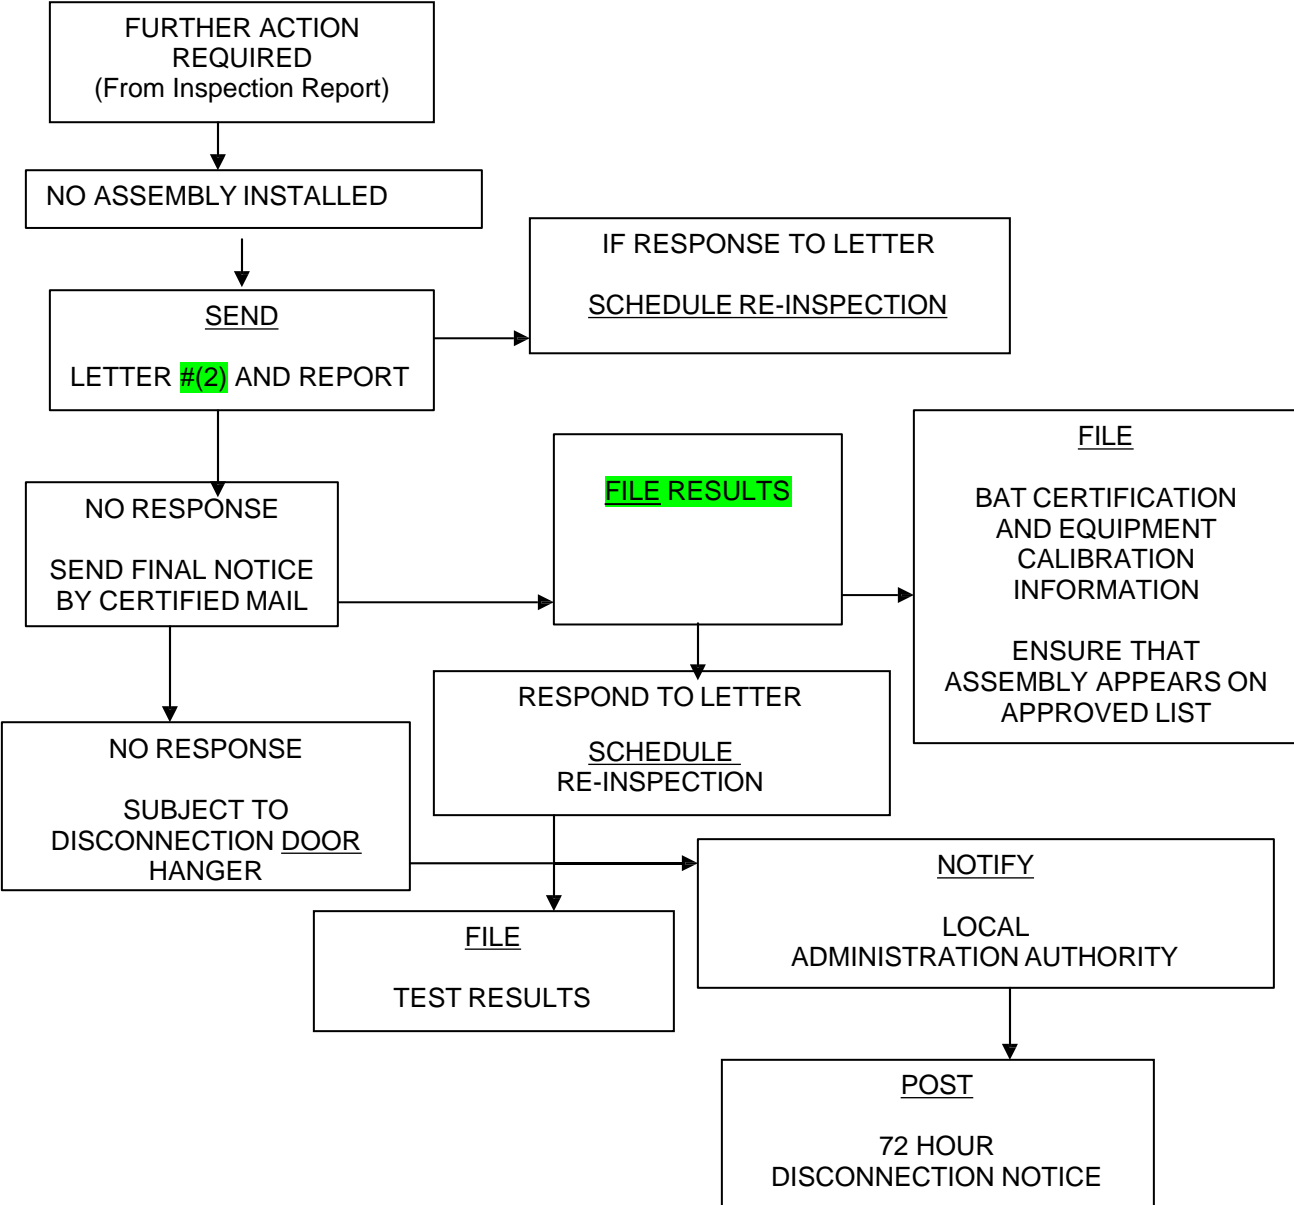 FURTHER ACTION
REQUIRED
(From Inspection Report)
NO ASSEMBLY INSTALLED
IF RESPONSE TO LETTER
SCHEDULE RE-INSPECTION
SEND
LETTER #(2) AND REPORT
FILE RESULTS
FILE
BAT CERTIFICATION
AND EQUIPMENT
CALIBRATION
INFORMATION
ENSURE THAT
ASSEMBLY APPEARS ON
APPROVED LIST
NO RESPONSE
SEND FINAL NOTICE
BY CERTIFIED MAIL
RESPOND TO LETTER
SCHEDULE
RE-INSPECTION
NO RESPONSE
SUBJECT TO
DISCONNECTION DOOR
HANGER
NOTIFY
LOCAL
ADMINISTRATION AUTHORITY
FILE
TEST RESULTS
POST
72 HOUR
DISCONNECTION NOTICE